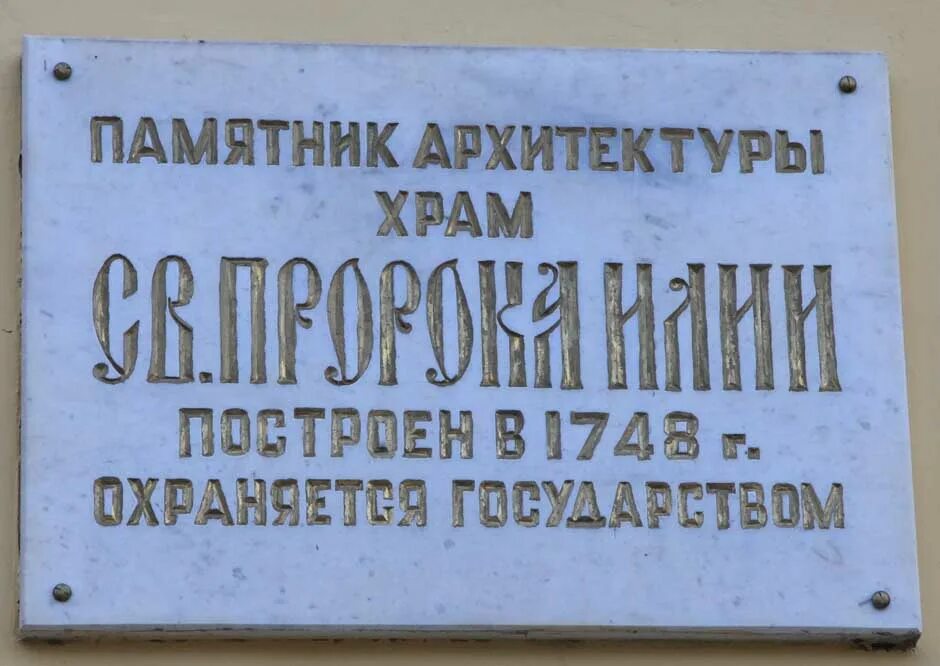 ПАМЯТНИК АРХИТЕКТУРЫ
ХРАМ
СВ. ПРОРОКА ИЛИИ
ПОСТРОЕН В 1748 г.
ОХРАНЯЕТСЯ ГОСУДАРСТВОМ